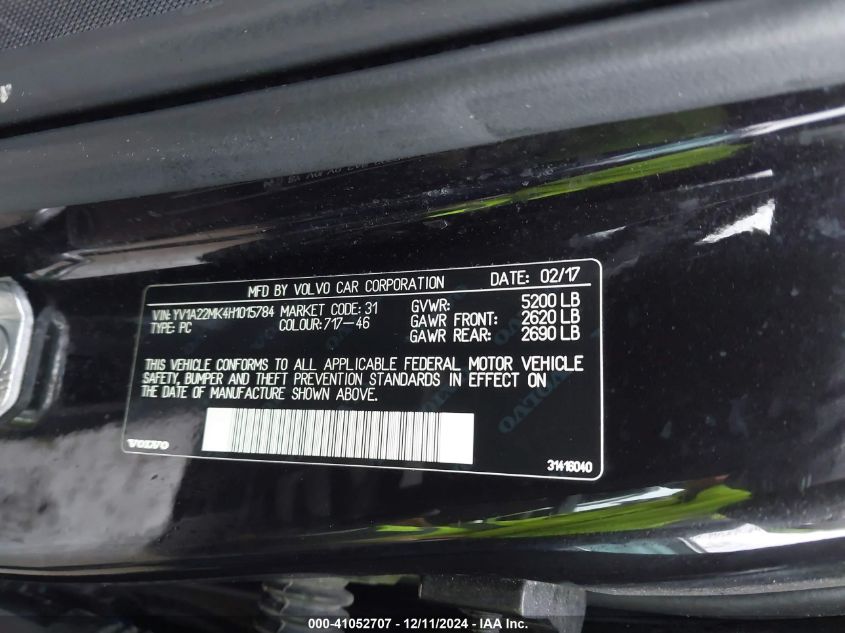 MFD BY VOLVO CAR CORPORATION DATE: 02/17
VIN: YV1A22MK4H1015784 MARKET CODE: 31 GVWR: 5200 LB
TYPE: PC COLOUR: 717-46 GAWR FRONT: 2620 LB
GAWR REAR: 2690 LB
THIS VEHICLE CONFORMS TO ALL APPLICABLE FEDERAL MOTOR VEHICLE
SAFETY, BUMPER AND THEFT PREVENTION STANDARDS IN EFFECT ON
THE DATE OF MANUFACTURE SHOWN ABOVE.
VOLVO
31416040
000-41052707 - 12/11/2024 - IAA Inc.